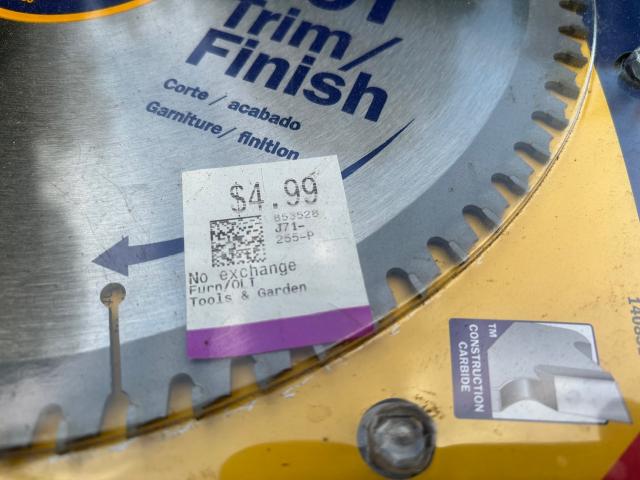 Trim/
Finish
Corte / acabado
Garniture / finition
$4.99
853528
J71-
255-P
No exchange
Furn/OLT
Tools & Garden
CONSTRUCTION
CARBIDE
TM